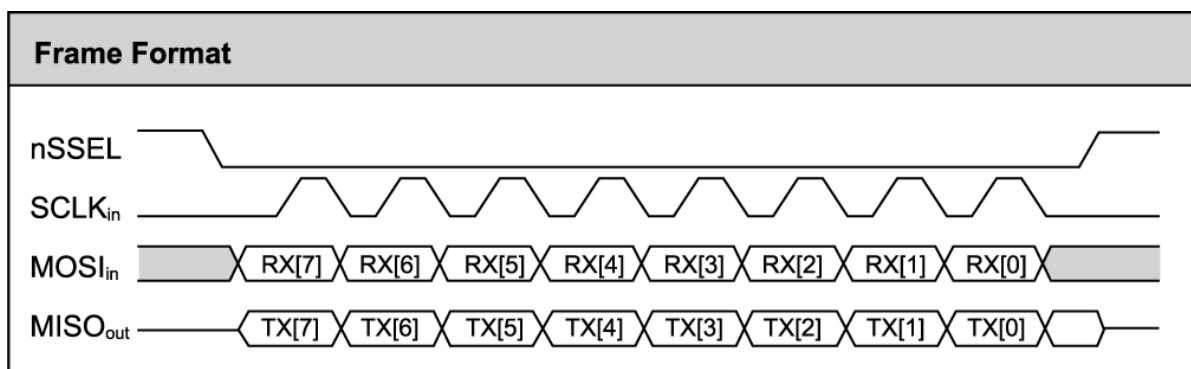 Frame Format
nSSEL
SCLKin
MOSIin RX[7] RX[6] RX[5] RX[4] RX[3] RX[2] RX[1] RX[0]
MISOout TX[7] TX[6] TX[5] TX[4] TX[3] TX[2] TX[1] TX[0]